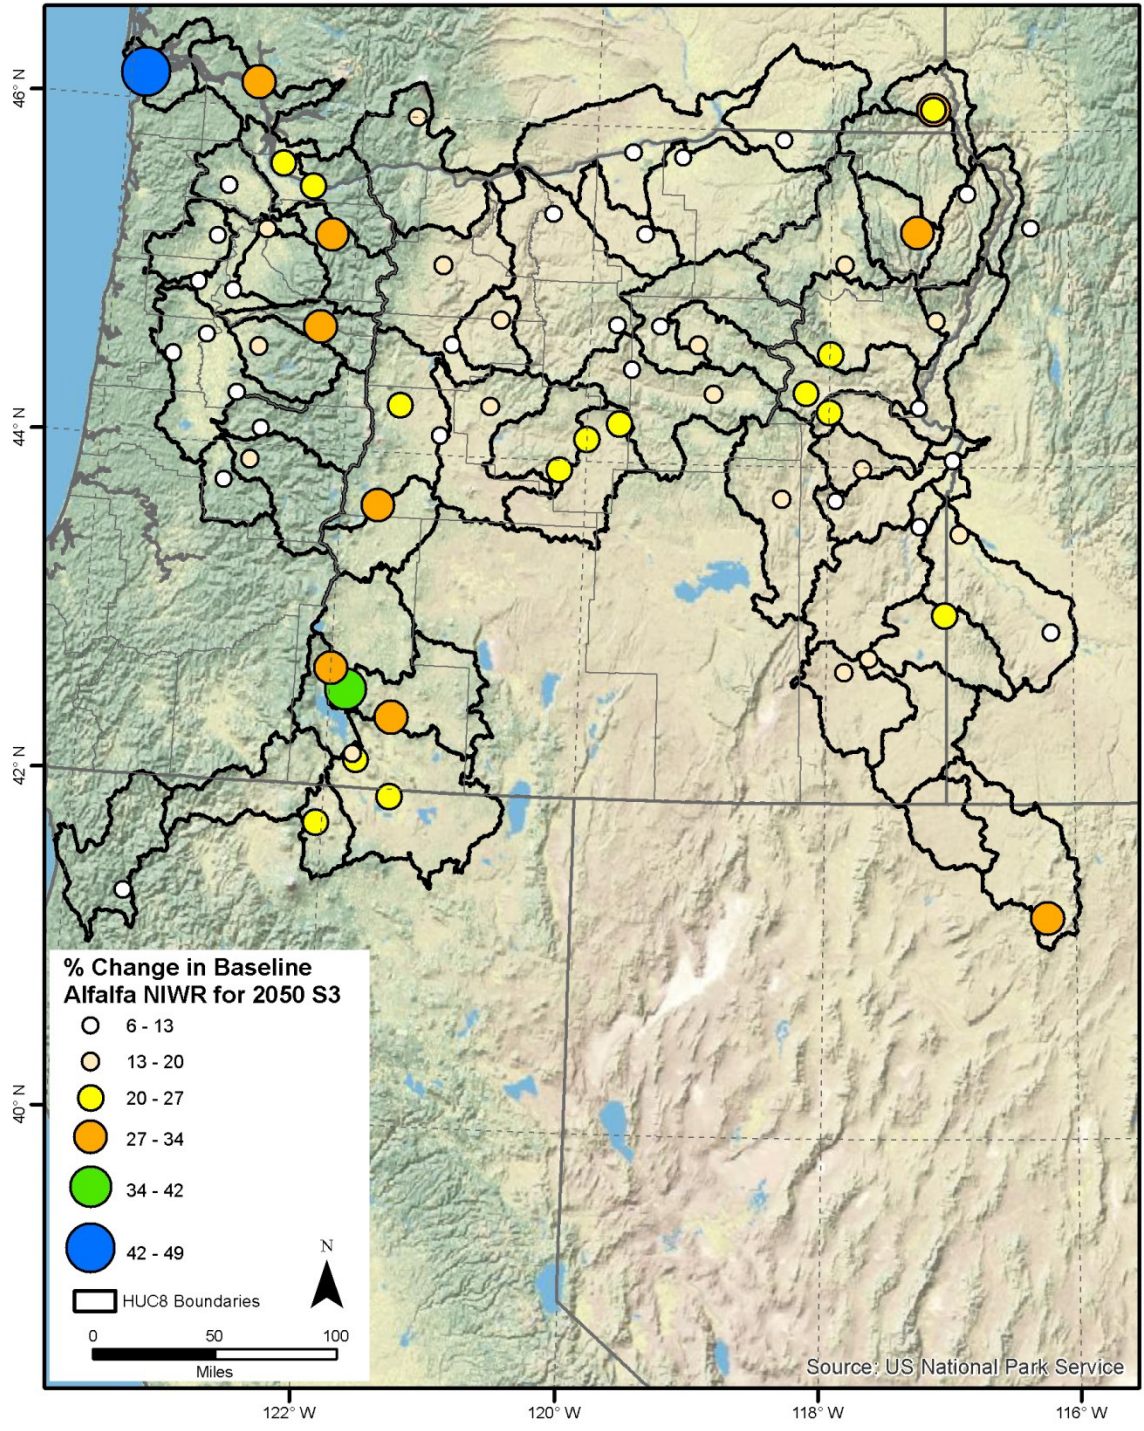 46° N
44° N
42° N
40° N
% Change in Baseline
Alfalfa NIWR for 2050 S3
6 - 13
13 - 20
20 - 27
27 - 34
34 - 42
42 - 49
N
HUC8 Boundaries
0 50 100
Miles
Source: US National Park Service
122° W 120° W 118° W 116° W